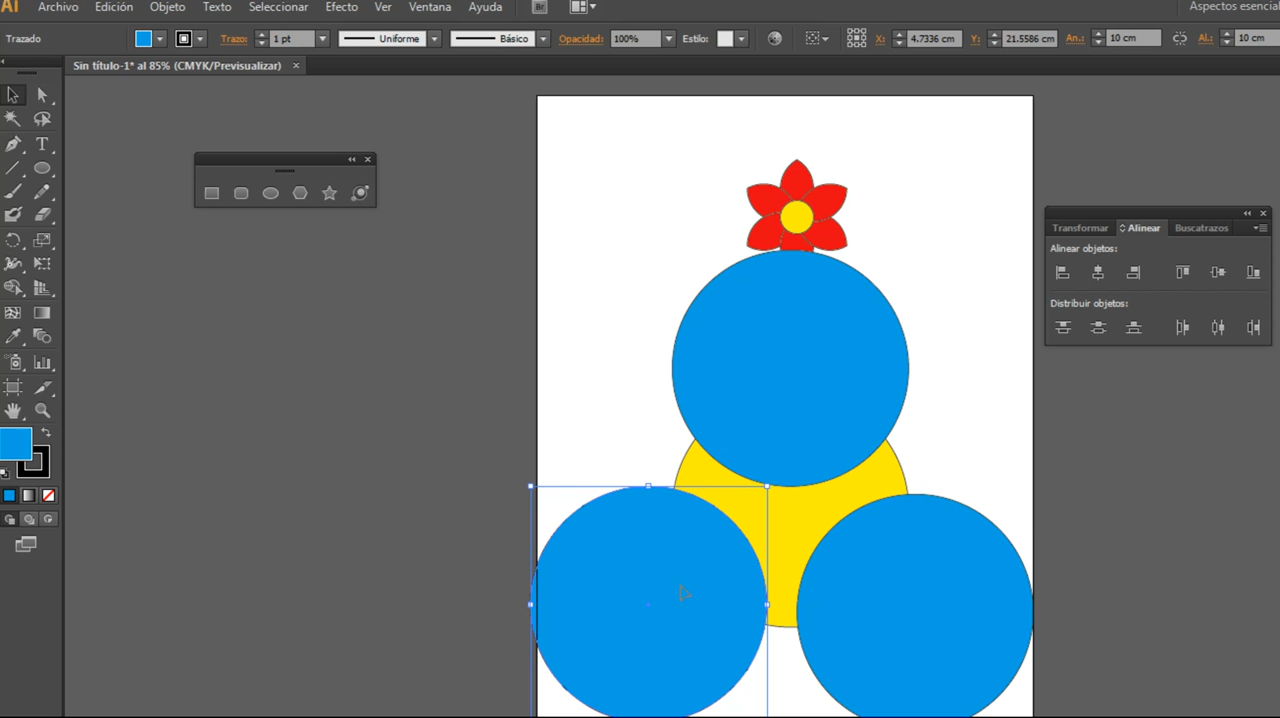 Ai Archivo Edición Objeto Texto Seleccionar Efecto Ver Ventana Ayuda Br Aspectos esencial
Trazado Trazo: 1 pt Uniforme Básico Opacidad: 100% Estilo: X: 4.7336 cm Y: 21.5586 cm An.: 10 cm Al.: 10 cm
Sin título-1* al 85% (CMYK/Previsualizar) ×
T
Transformar Alinear Buscatrazos
Alinear objetos:
Distribuir objetos: